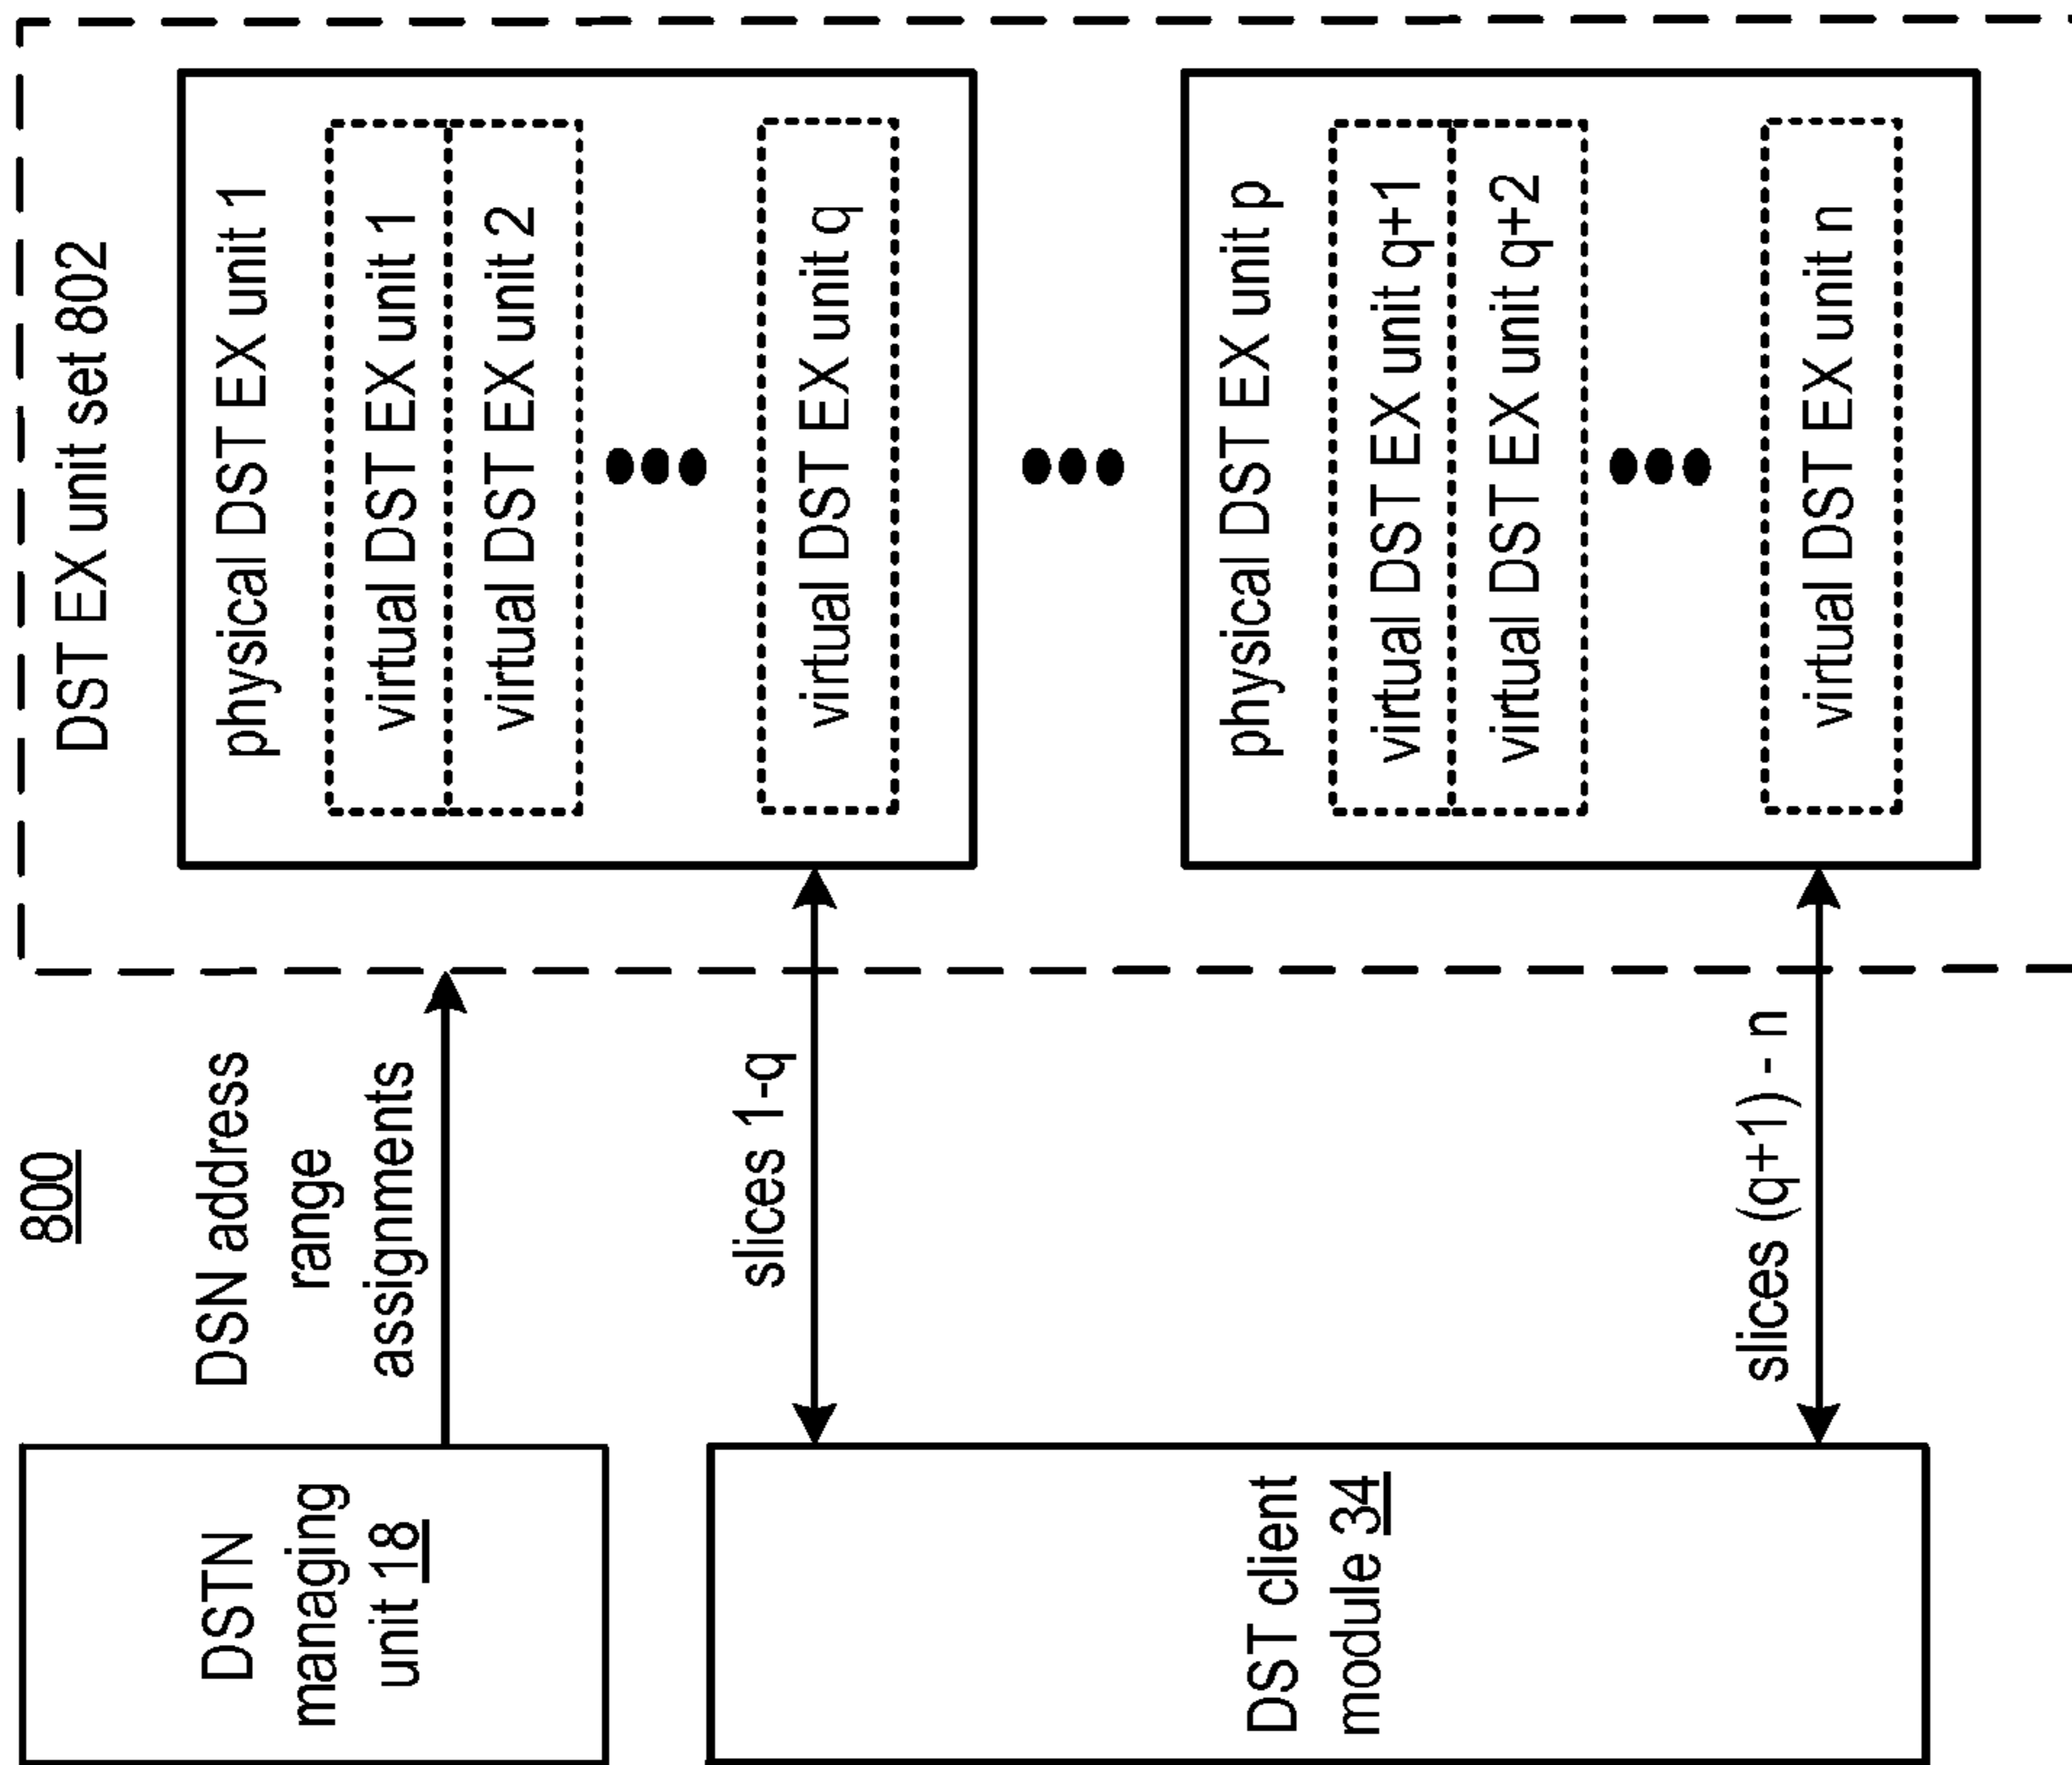 800
DST EX unit set 802
DSTN
managing
unit 18
DSN address
range
assignments
physical DST EX unit 1
virtual DST EX unit 1
virtual DST EX unit 2
virtual DST EX unit q
slices 1-q
DST client
module 34
physical DST EX unit p
virtual DST EX unit q+1
virtual DST EX unit q+2
virtual DST EX unit n
slices (q+1) - n